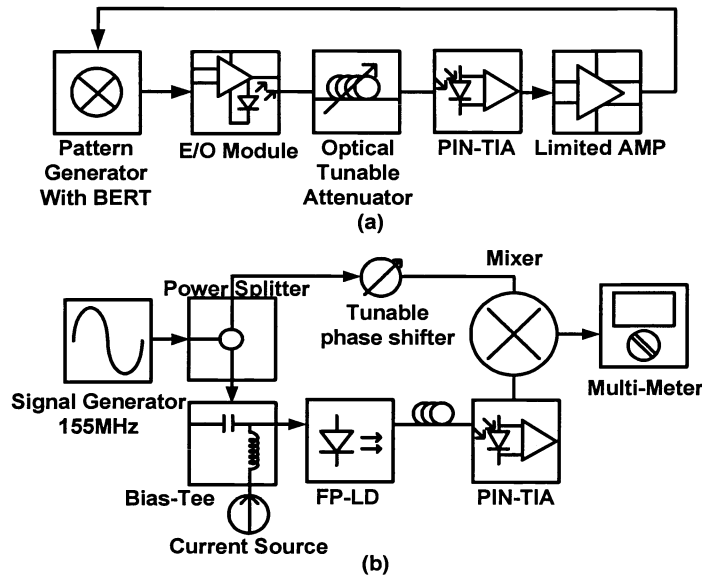 Pattern
Generator
With BERT
E/O Module
Optical
Tunable
Attenuator
PIN-TIA
Limited AMP
(a)
Power Splitter
Mixer
Tunable
phase shifter
Signal Generator
155MHz
Multi-Meter
Bias-Tee
FP-LD
PIN-TIA
Current Source
(b)